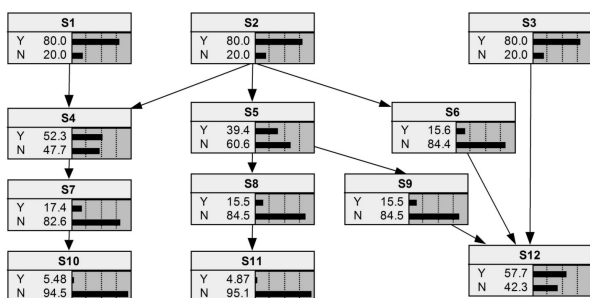 S1
Y 80.0
N 20.0
S2
Y 80.0
N 20.0
S3
Y 80.0
N 20.0
S4
Y 52.3
N 47.7
S5
Y 39.4
N 60.6
S6
Y 15.6
N 84.4
S7
Y 17.4
N 82.6
S8
Y 15.5
N 84.5
S9
Y 15.5
N 84.5
S10
Y 5.48
N 94.5
S11
Y 4.87
N 95.1
S12
Y 57.7
N 42.3